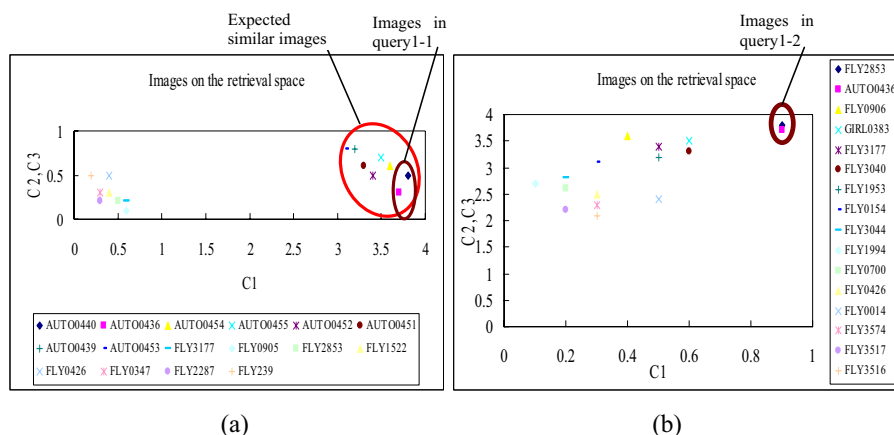 Expected
similar images
Images in
query1-1
Images on the retrieval space
C2,C3
1
0.5
0
0 0.5 1 1.5 2 2.5 3 3.5 4
C1
AUTO0440 AUTO0436 AUTO0454 AUTO0455 AUTO0452 AUTO0451
AUTO0439 AUTO0453 FLY3177 FLY0905 FLY2853 FLY1522
FLY0426 FLY0347 FLY2287 FLY239
(a)
Images in
query1-2
Images on the retrieval space
C2,C3
4
3.5
3
2.5
2
1.5
1
0.5
0
0 0.2 0.4 0.6 0.8 1
C1
FLY2853
AUTO0436
FLY0906
GIRL0383
FLY3177
FLY3040
FLY1953
FLY0154
FLY3044
FLY1994
FLY0700
FLY0426
FLY0014
FLY3574
FLY3517
FLY3516
(b)